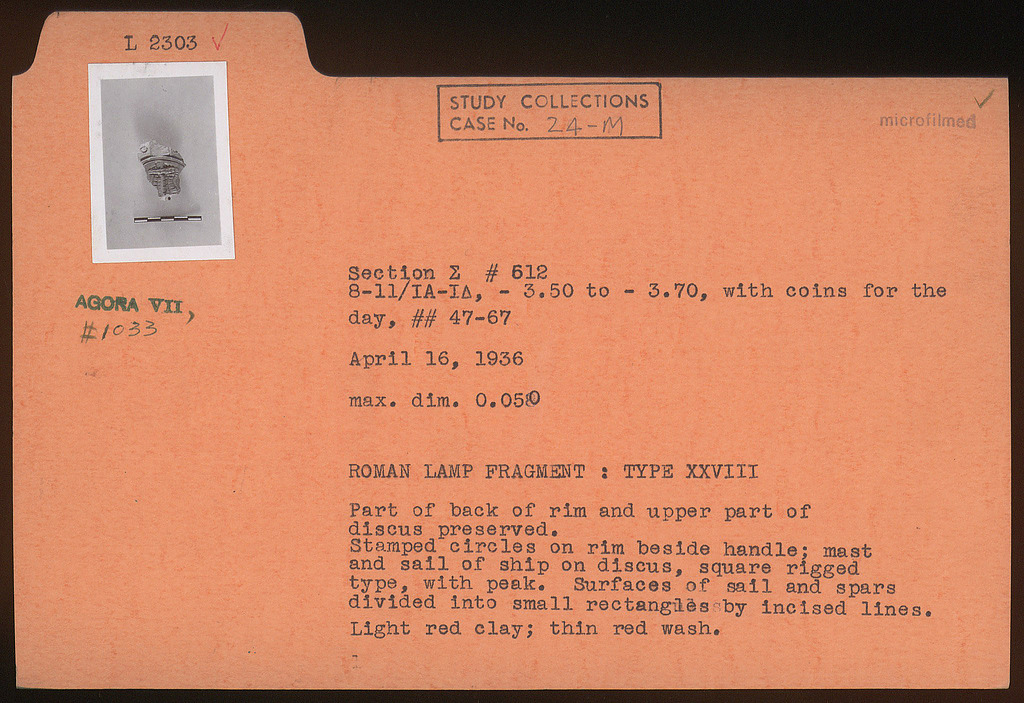 L 2303
STUDY COLLECTIONS
CASE No. 24-M
microfilmed
AGORA VII,
#1033
Section Σ # 612
8-11/ΙΑ-ΙΔ, - 3.50 to - 3.70, with coins for the
day, ## 47-67
April 16, 1936
max. dim. 0.050
ROMAN LAMP FRAGMENT : TYPE XXVIII
Part of back of rim and upper part of
discus preserved.
Stamped circles on rim beside handle; mast
and sail of ship on discus, square rigged
type, with peak. Surfaces of sail and spars
divided into small rectangles by incised lines.
Light red clay; thin red wash.